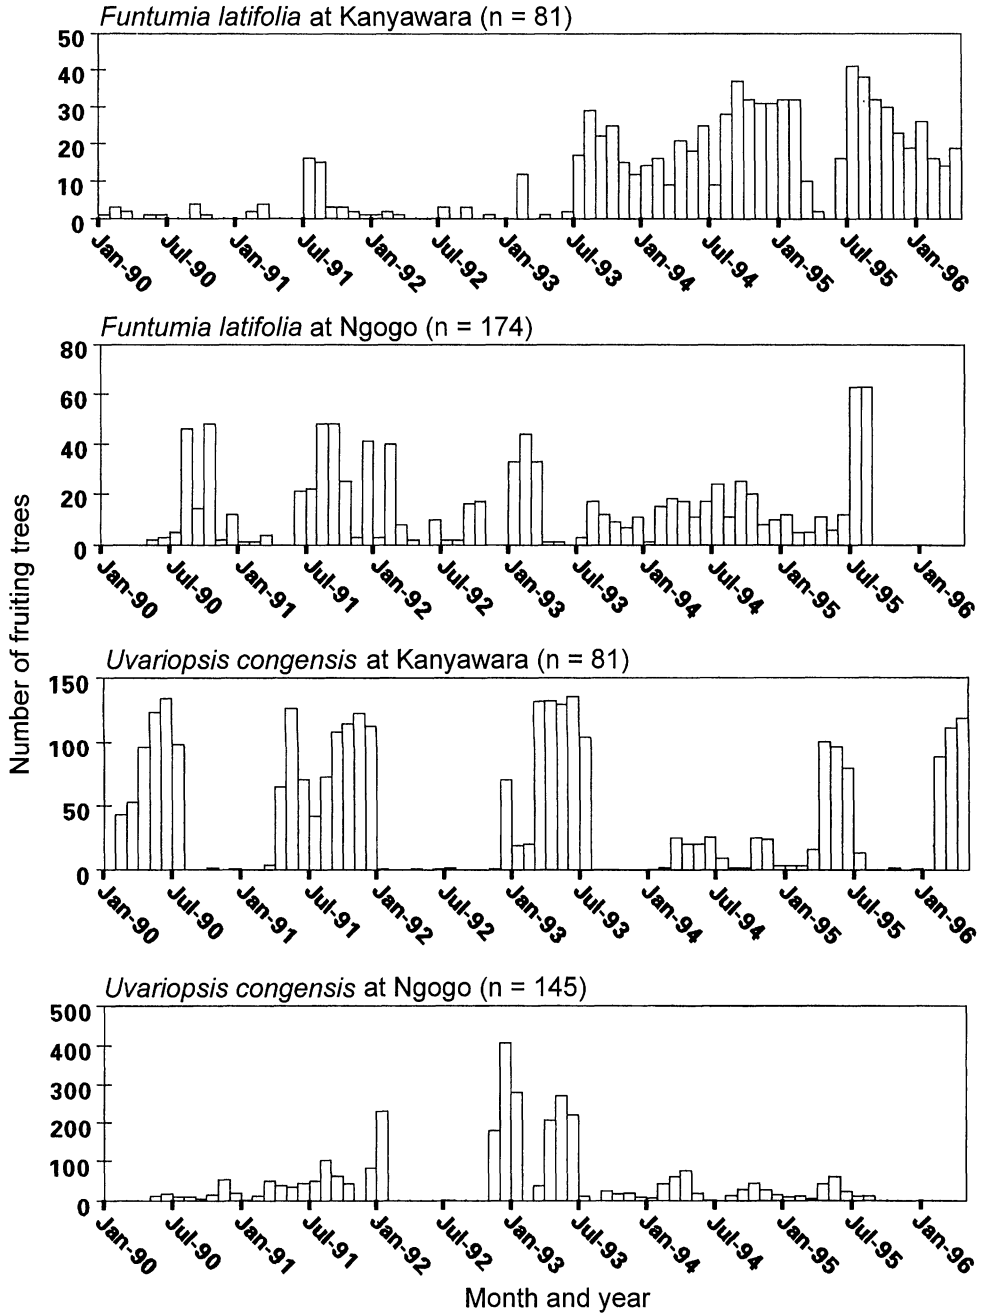 Funtumia latifolia at Kanyawara (n = 81)
50
40
30
20
10
0
Jan-90 Jul-90 Jan-91 Jul-91 Jan-92 Jul-92 Jan-93 Jul-93 Jan-94 Jul-94 Jan-95 Jul-95 Jan-96
Funtumia latifolia at Ngogo (n = 174)
80
60
40
20
0
Jan-90 Jul-90 Jan-91 Jul-91 Jan-92 Jul-92 Jan-93 Jul-93 Jan-94 Jul-94 Jan-95 Jul-95 Jan-96
Number of fruiting trees
Uvariopsis congensis at Kanyawara (n = 81)
150
100
50
0
Jan-90 Jul-90 Jan-91 Jul-91 Jan-92 Jul-92 Jan-93 Jul-93 Jan-94 Jul-94 Jan-95 Jul-95 Jan-96
Uvariopsis congensis at Ngogo (n = 145)
500
400
300
200
100
0
Jan-90 Jul-90 Jan-91 Jul-91 Jan-92 Jul-92 Jan-93 Jul-93 Jan-94 Jul-94 Jan-95 Jul-95 Jan-96
Month and year